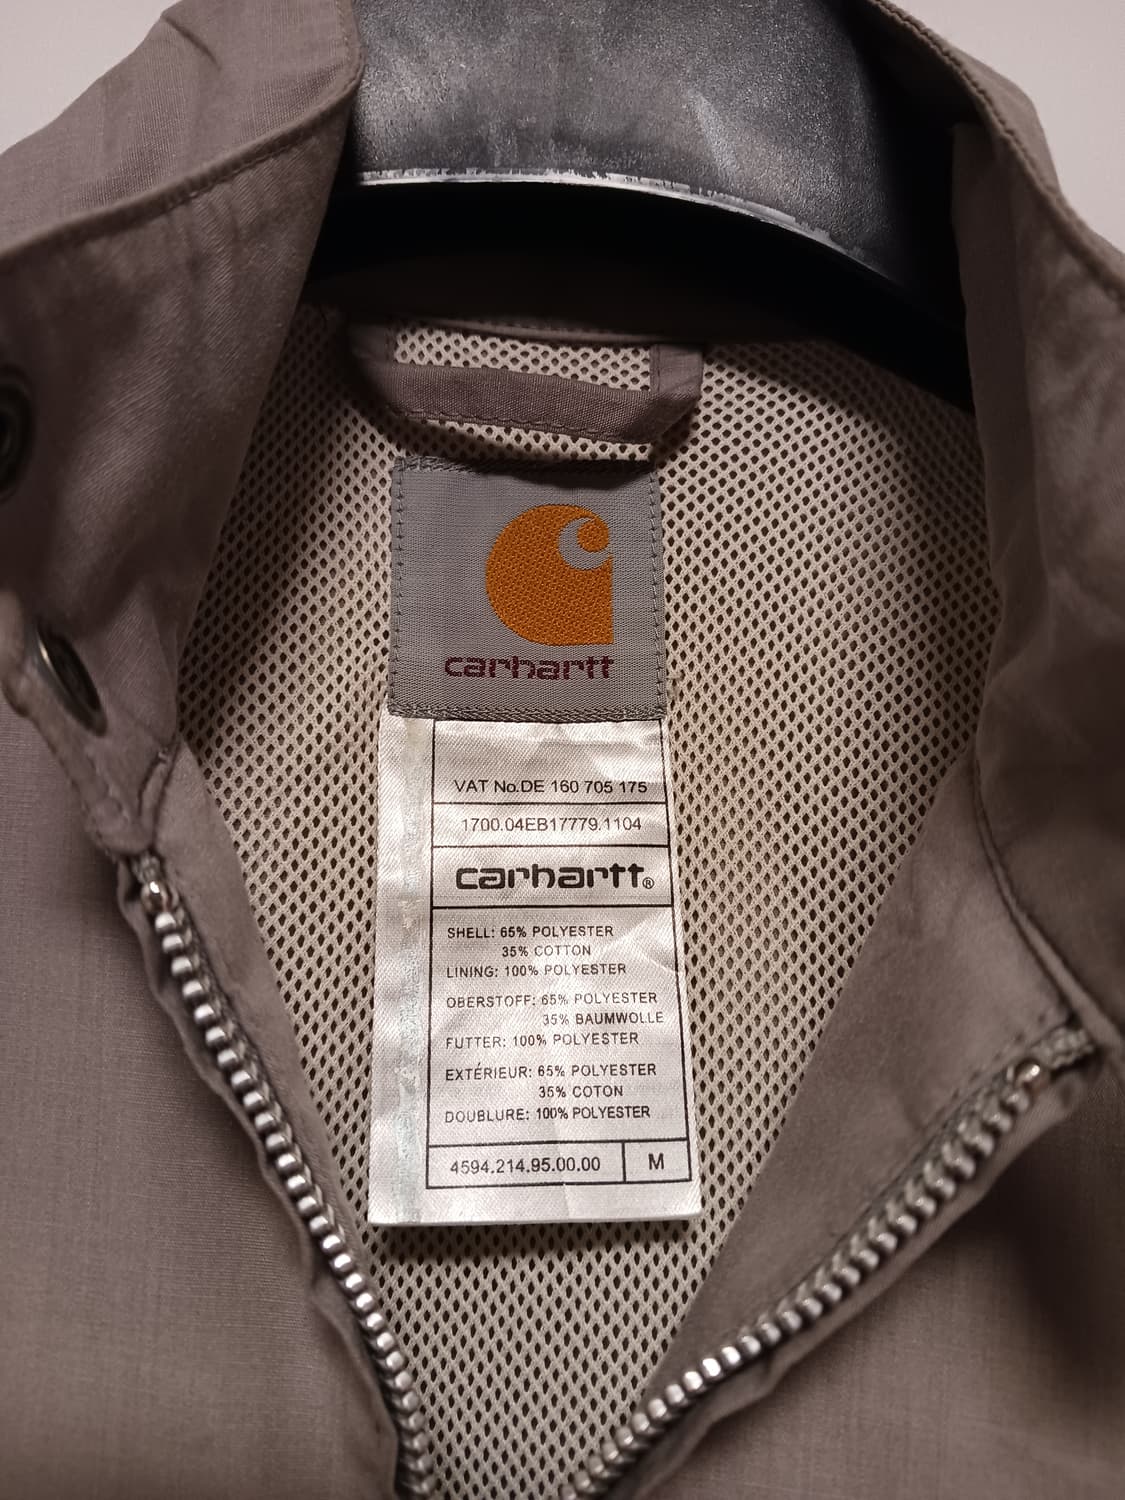 carhartt
VAT No.DE 160 705 175
1700.04EB17779.1104
carhartt®
SHELL: 65% POLYESTER
35% COTTON
LINING: 100% POLYESTER
OBERSTOFF: 65% POLYESTER
35% BAUMWOLLE
FUTTER: 100% POLYESTER
EXTÉRIEUR: 65% POLYESTER
35% COTON
DOUBLURE: 100% POLYESTER
4594.214.95.00.00 M